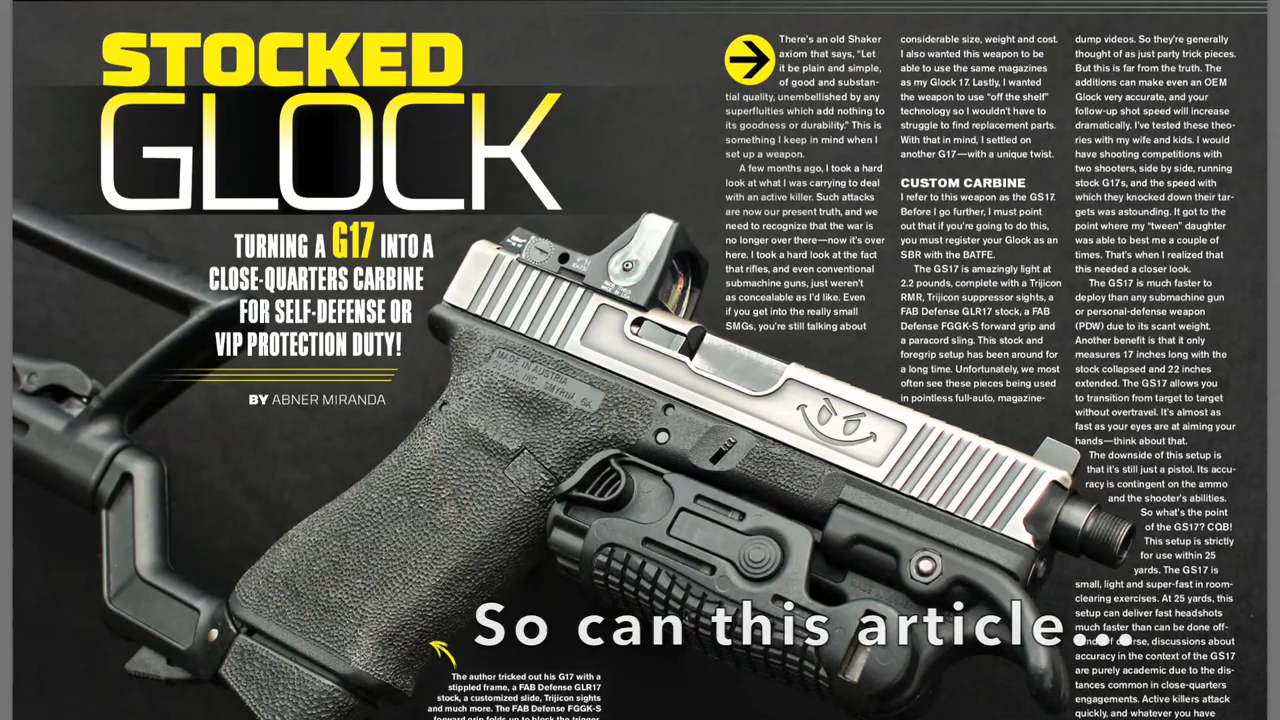 STOCKED
GLOCK
TURNING A G17 INTO A
CLOSE-QUARTERS CARBINE
FOR SELF-DEFENSE OR
VIP PROTECTION DUTY!
BY ABNER MIRANDA
There's an old Shaker
axiom that says, "Let
it be plain and simple,
of good and substan-
tial quality, unembellished by any
superfluities which add nothing to
its goodness or durability." This is
something I keep in mind when I
set up a weapon.
A few months ago, I took a hard
look at what I was carrying to deal
with an active killer. Such attacks
are now our present truth, and we
need to recognize that the war is
no longer over there—now it's over
here. I took a hard look at the fact
that rifles, and even conventional
submachine guns, just weren't
as concealable as I'd like. Even
if you get into the really small
SMGs, you're still talking about
considerable size, weight and cost.
I also wanted this weapon to be
able to use the same magazines
as my Glock 17. Lastly, I wanted
the weapon to use "off the shelf"
technology so I wouldn't have to
struggle to find replacement parts.
With that in mind, I settled on
another G17—with a unique twist.
CUSTOM CARBINE
I refer to this weapon as the GS17.
Before I go further, I must point
out that if you're going to do this,
you must register your Glock as an
SBR with the BATFE.
The GS17 is amazingly light at
2.2 pounds, complete with a Trijicon
RMR, Trijicon suppressor sights, a
FAB Defense GLR17 stock, a FAB
Defense FGGK-S forward grip and
a paracord sling. This stock and
foregrip setup has been around for
a long time. Unfortunately, we most
often see these pieces being used
in pointless full-auto, magazine-
dump videos. So they're generally
thought of as just party trick pieces.
But this is far from the truth. The
additions can make even an OEM
Glock very accurate, and your
follow-up shot speed will increase
dramatically. I've tested these theo-
ries with my wife and kids. I would
have shooting competitions with
two shooters, side by side, running
stock G17s, and the speed with
which they knocked down their tar-
gets was astounding. It got to the
point where my "tween" daughter
was able to best me a couple of
times. That's when I realized that
this needed a closer look.
The GS17 is much faster to
deploy than any submachine gun
or personal-defense weapon
(PDW) due to its scant weight.
Another benefit is that it only
measures 17 inches long with the
stock collapsed and 22 inches
extended. The GS17 allows you
to transition from target to target
without overtravel. It's almost as
fast as your eyes are at aiming your
hands—think about that.
The downside of this setup is
that it's still just a pistol. Its accu-
racy is contingent on the ammo
and the shooter's abilities.
So what's the point
of the GS17? CQB!
This setup is strictly
for use within 25
yards. The GS17 is
small, light and super-fast in room-
clearing exercises. At 25 yards, this
setup can deliver fast headshots
much faster than can be done off-
discussions about
accuracy in the context of the GS17
are purely academic due to the dis-
tances common in close-quarters
engagements. Active killers attack
quickly, and whatever you have
MADE IN AUSTRIA
So can this article...
The author tricked out his G17 with a
stippled frame, a FAB Defense GLR17
stock, a customized slide, Trijicon sights
and much more. The FAB Defense FGGK-S
forward grip folds up to block the trigger